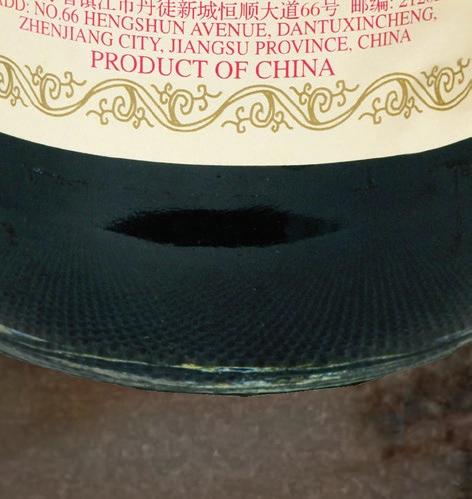 省镇江市丹徒新城恒顺大道66号 邮编:
ADD: NO.66 HENGSHUN AVENUE, DANTUXINCHENG,
ZHENJIANG CITY, JIANGSU PROVINCE, CHINA
PRODUCT OF CHINA